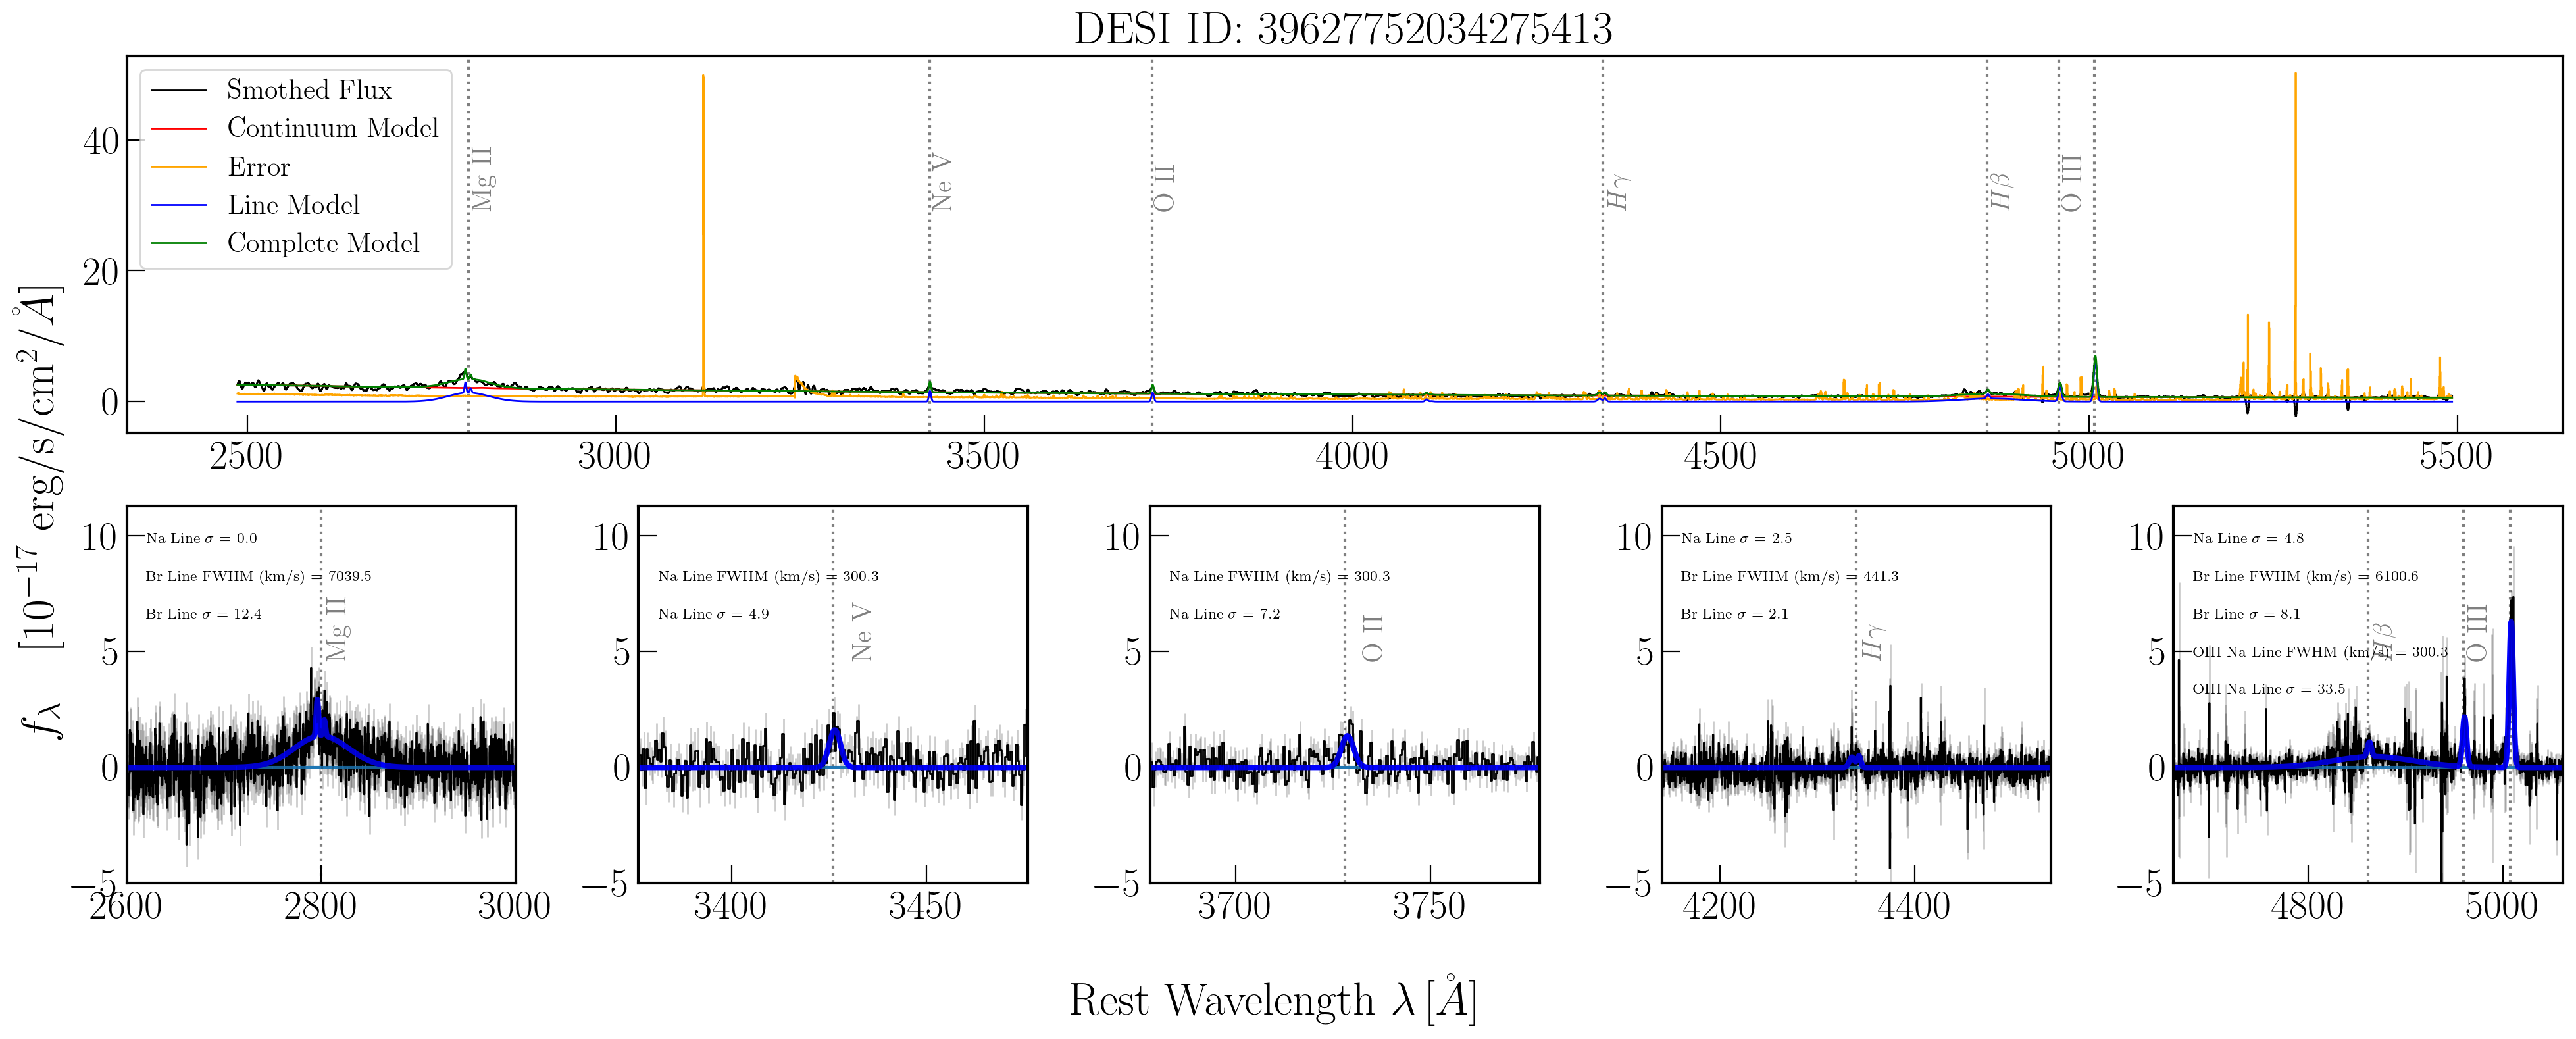 DESI ID: 39627752034275413
Smothed Flux
Continuum Model
Error
Line Model
Complete Model
Mg II
Ne V
O II
Hγ
Hβ
O III
40
20
0
2500 3000 3500 4000 4500 5000 5500
f_λ [10^−17 erg/s/cm^2/Å]
Na Line σ = 0.0
Br Line FWHM (km/s) = 7039.5
Br Line σ = 12.4
Mg II
10
5
0
−5
2600 2800 3000
Na Line FWHM (km/s) = 300.3
Na Line σ = 4.9
Ne V
10
5
0
−5
3400 3450
Na Line FWHM (km/s) = 300.3
Na Line σ = 7.2
O II
10
5
0
−5
3700 3750
Na Line σ = 2.5
Br Line FWHM (km/s) = 441.3
Br Line σ = 2.1
Hγ
10
5
0
−5
4200 4400
Na Line σ = 4.8
Br Line FWHM (km/s) = 6100.6
Br Line σ = 8.1
OIII Na Line FWHM (km/s) = 300.3
OIII Na Line σ = 33.5
Hβ
O III
10
5
0
−5
4800 5000
Rest Wavelength λ [Å]